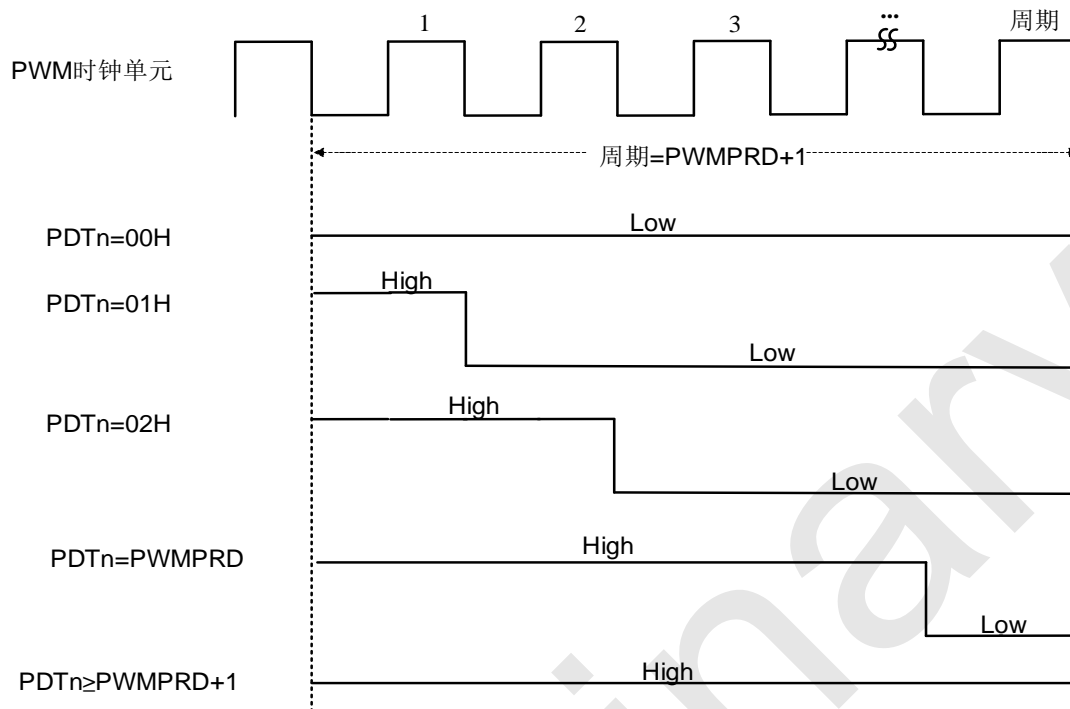 1 2 3 ... 周期
PWM时钟单元
周期=PWMPRD+1
PDTn=00H Low
PDTn=01H High Low
PDTn=02H High Low
PDTn=PWMPRD High Low
PDTn≥PWMPRD+1 High